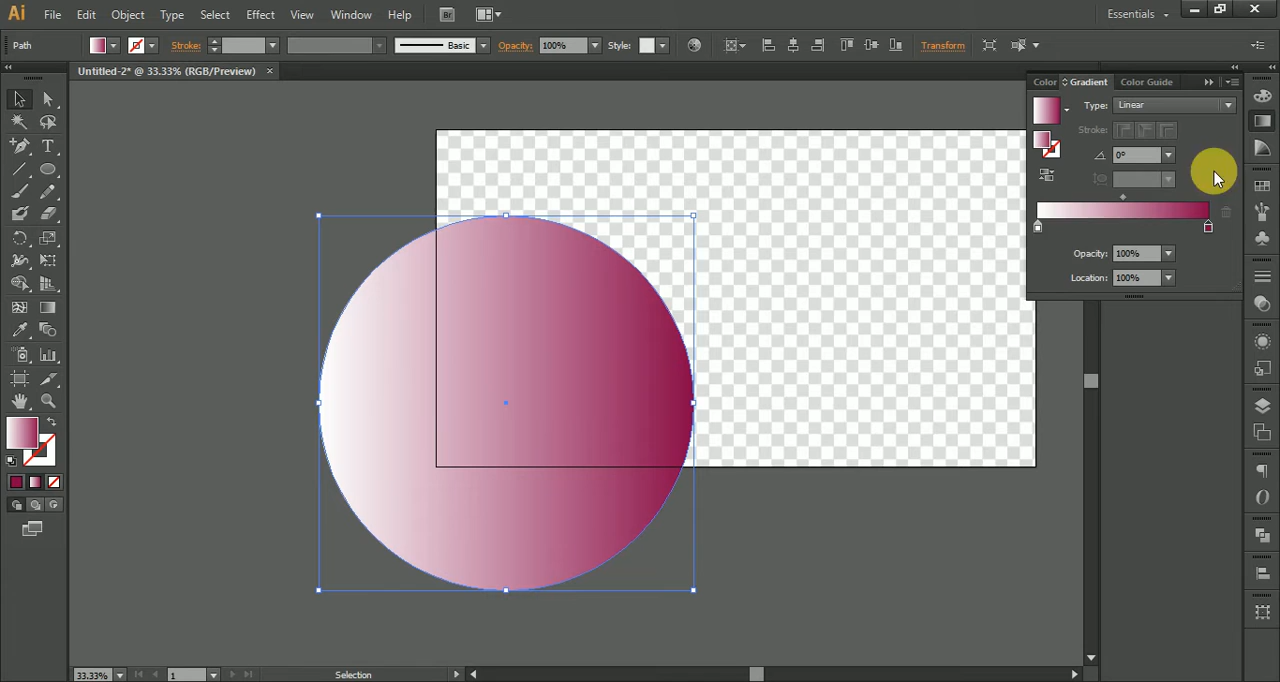 Ai File Edit Object Type Select Effect View Window Help Br Essentials
Path Stroke: Basic Opacity: 100% Style: Transform
Untitled-2* @ 33.33% (RGB/Preview) ×
Color Gradient Color Guide
Type: Linear
Stroke:
0°
Opacity: 100%
Location: 100%
33.33% 1 Selection